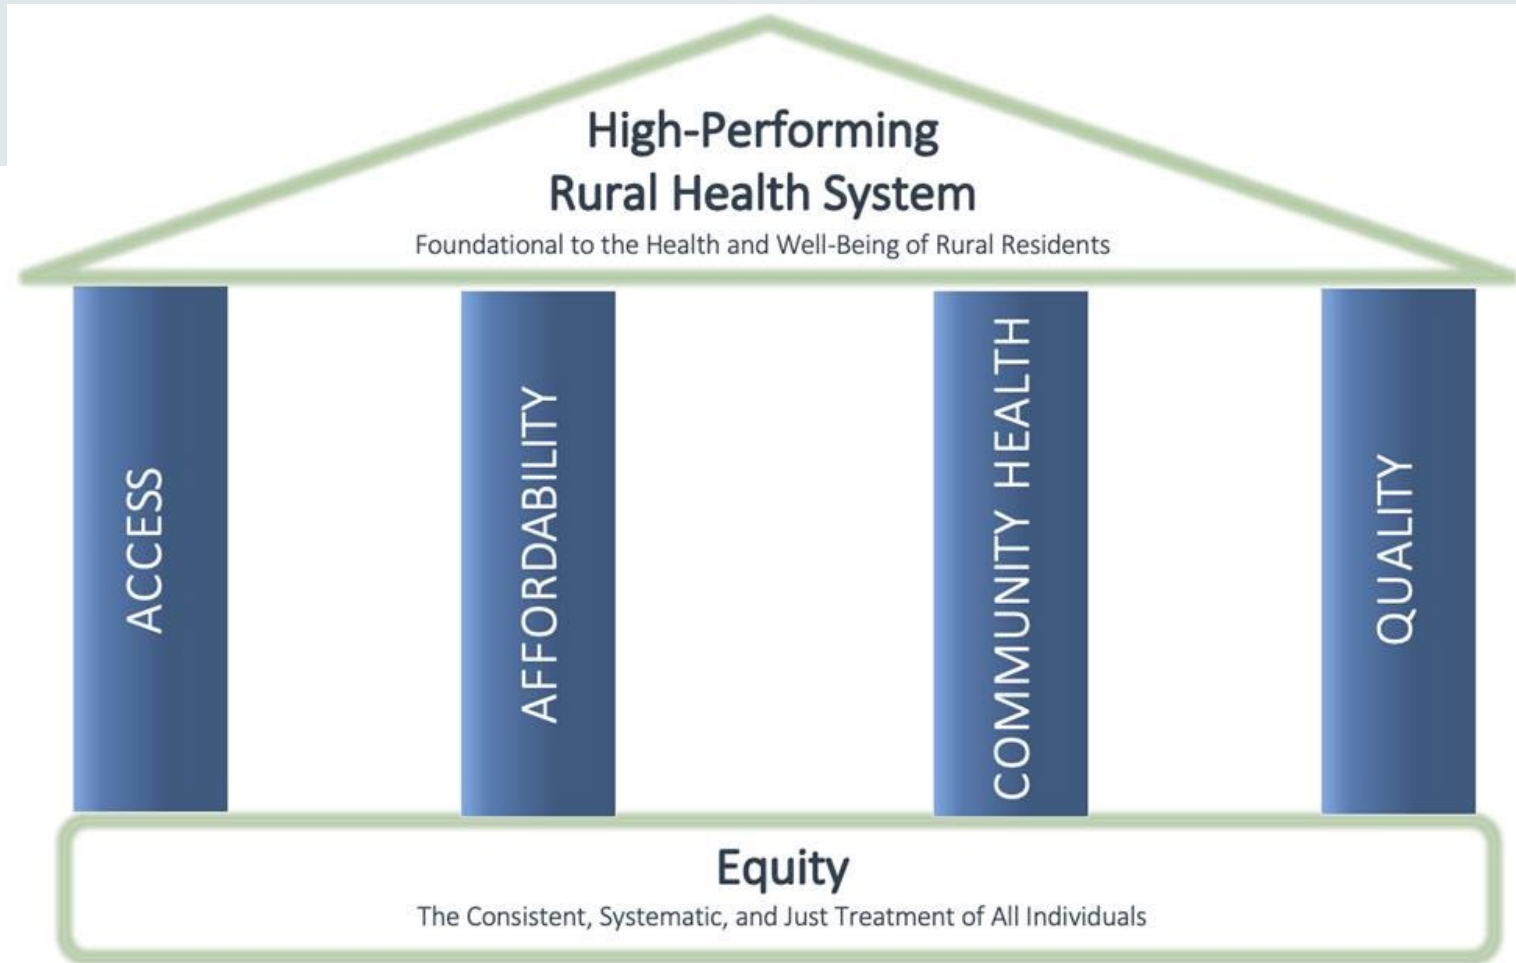 High-Performing
Rural Health System
Foundational to the Health and Well-Being of Rural Residents
ACCESS
AFFORDABILITY
COMMUNITY HEALTH
QUALITY
Equity
The Consistent, Systematic, and Just Treatment of All Individuals